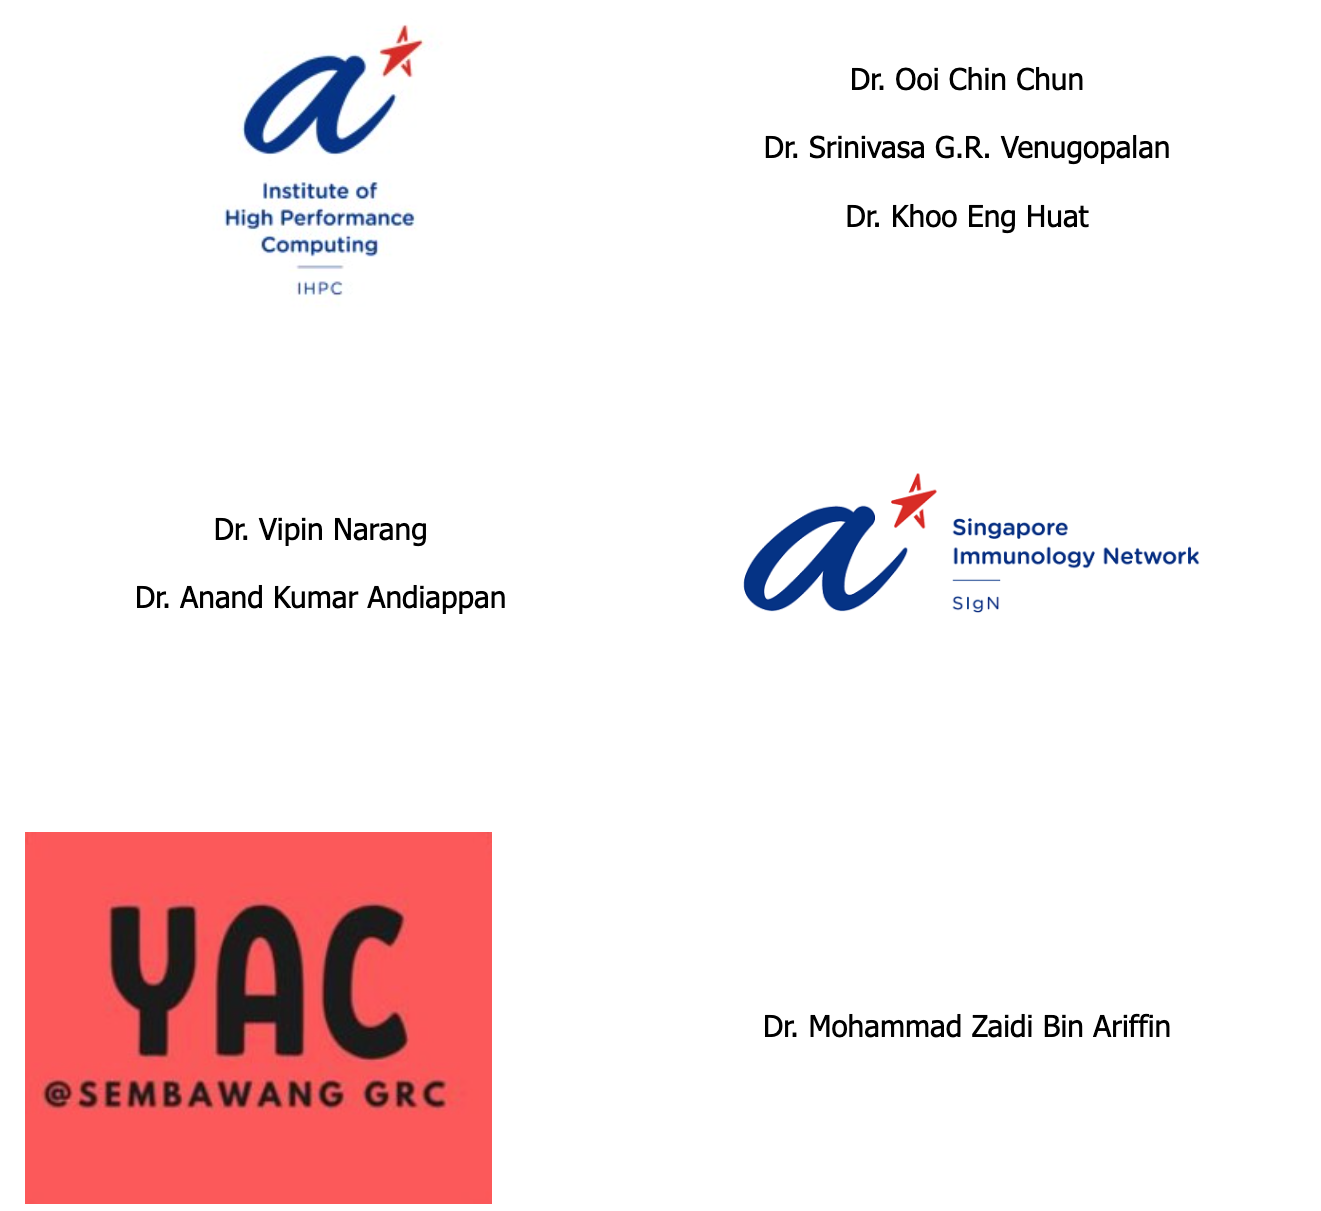 a
Institute of
High Performance
Computing
IHPC
Dr. Ooi Chin Chun
Dr. Srinivasa G.R. Venugopalan
Dr. Khoo Eng Huat
Dr. Vipin Narang
Dr. Anand Kumar Andiappan
a
Singapore
Immunology Network
SIgN
YAC
@SEMBAWANG GRC
Dr. Mohammad Zaidi Bin Ariffin